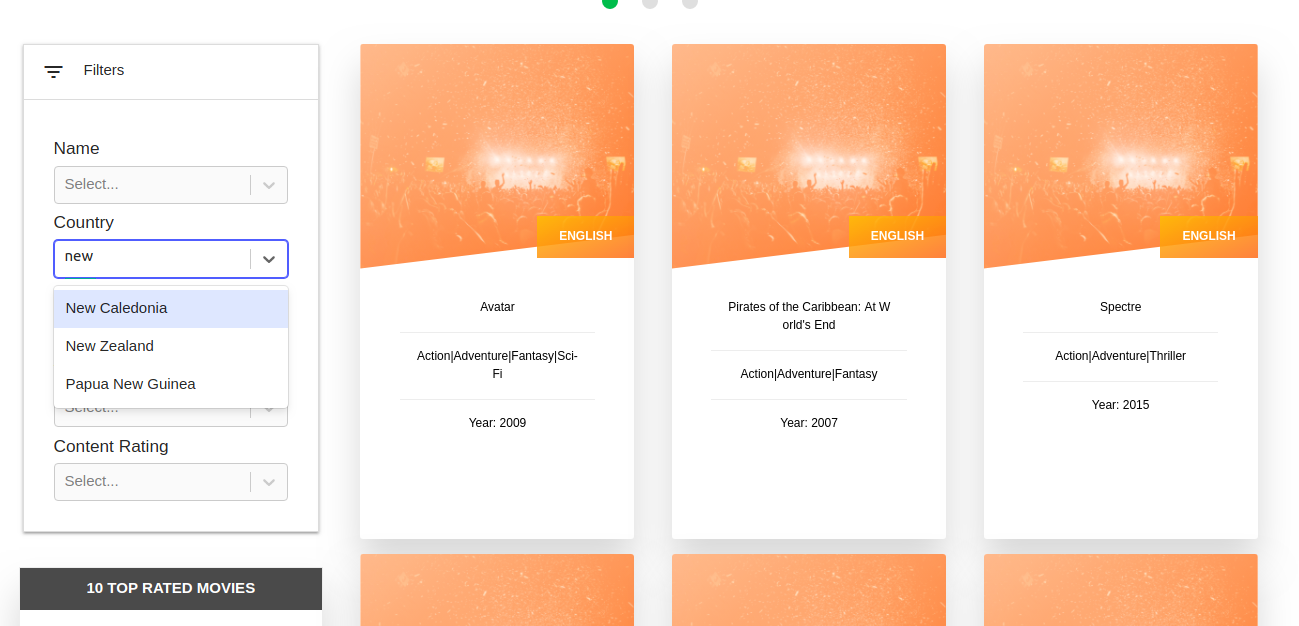 Filters
Name
Select...
Country
new
New Caledonia
New Zealand
Papua New Guinea
Select...
Content Rating
Select...
10 TOP RATED MOVIES
ENGLISH
Avatar
Action|Adventure|Fantasy|Sci-
Fi
Year: 2009
ENGLISH
Pirates of the Caribbean: At W
orld's End
Action|Adventure|Fantasy
Year: 2007
ENGLISH
Spectre
Action|Adventure|Thriller
Year: 2015